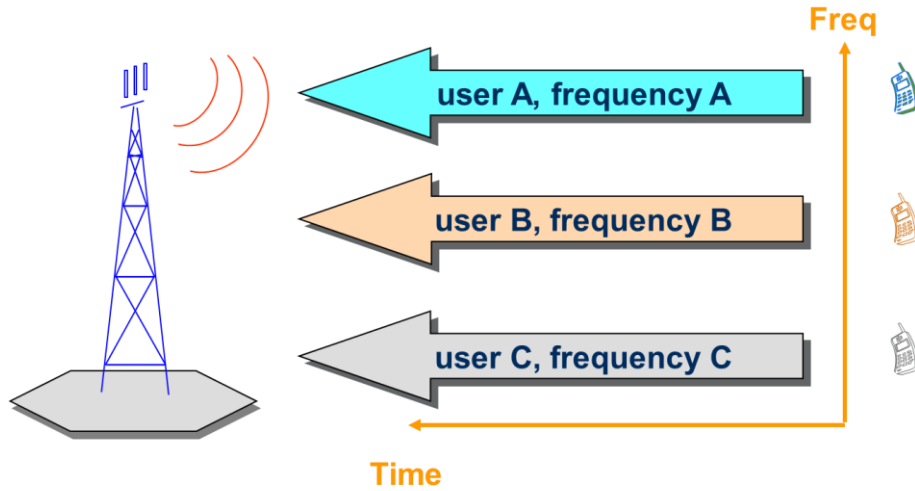 Freq
user A, frequency A
user B, frequency B
user C, frequency C
Time